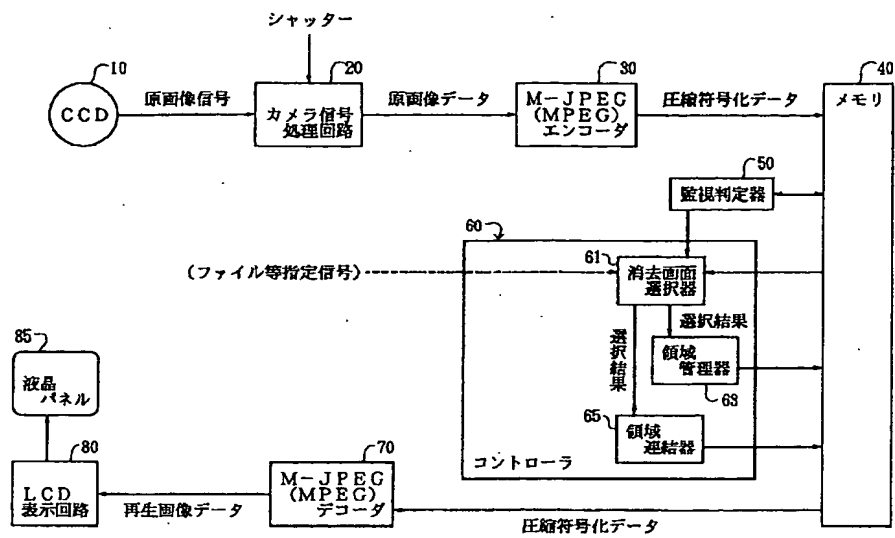 シャッター
10
20
30
40
CCD
原画像信号
カメラ信号
処理回路
原画像データ
M-JPEG
(MPEG)
エンコーダ
圧縮符号化データ
メモリ
50
監視判定器
60
61
(ファイル等指定信号)
消去画面
選択器
選択結果
選択結果
領域
管理器
63
85
液晶
パネル
65
領域
連結器
コントローラ
80
70
LCD
表示回路
再生画像データ
M-JPEG
(MPEG)
デコーダ
圧縮符号化データ